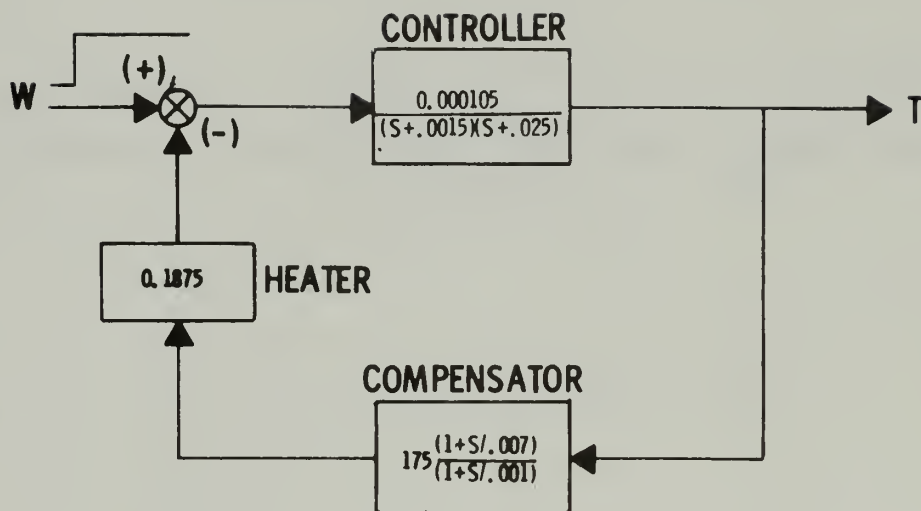 CONTROLLER
W
(+)
(-)
0.000105
(S+.0015)(S+.025)
T
0.1875
HEATER
COMPENSATOR
175 (1+S/.007)
(1+S/.001)